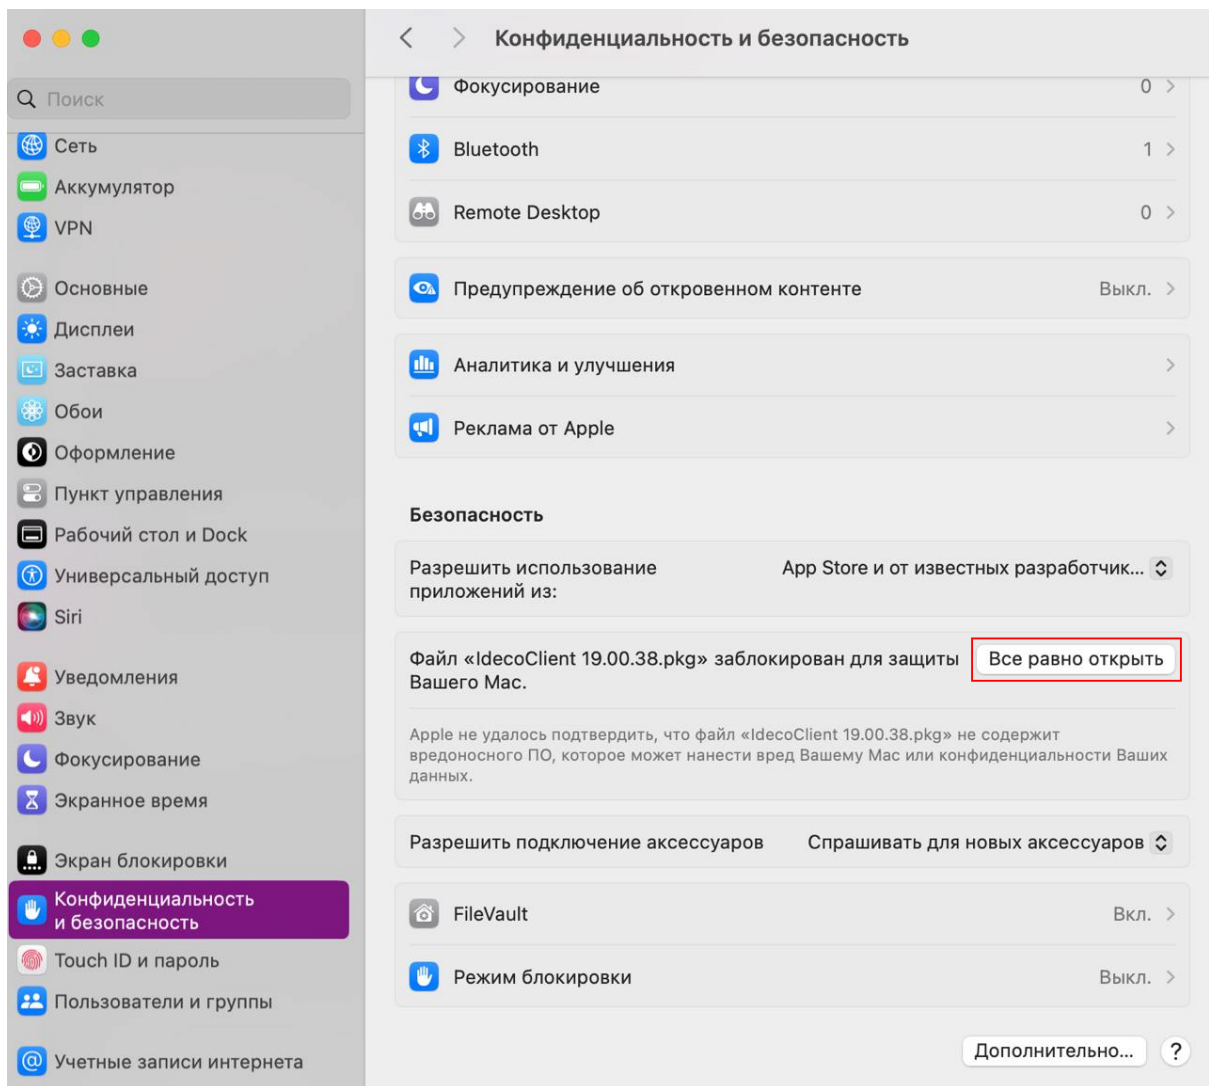 Конфиденциальность и безопасность
Поиск
Сеть
Аккумулятор
VPN
Основные
Дисплеи
Заставка
Обои
Оформление
Пункт управления
Рабочий стол и Dock
Универсальный доступ
Siri
Уведомления
Звук
Фокусирование
Экранное время
Экран блокировки
Конфиденциальность
и безопасность
Touch ID и пароль
Пользователи и группы
Учетные записи интернета
Фокусирование 0
Bluetooth 1
Remote Desktop 0
Предупреждение об откровенном контенте Выкл.
Аналитика и улучшения
Реклама от Apple
Безопасность
Разрешить использование
приложений из:
App Store и от известных разработчик...
Файл «IdecoClient 19.00.38.pkg» заблокирован для защиты
Вашего Mac.
Все равно открыть
Apple не удалось подтвердить, что файл «IdecoClient 19.00.38.pkg» не содержит
вредоносного ПО, которое может нанести вред Вашему Mac или конфиденциальности Ваших
данных.
Разрешить подключение аксессуаров Спрашивать для новых аксессуаров
FileVault Вкл.
Режим блокировки Выкл.
Дополнительно... ?